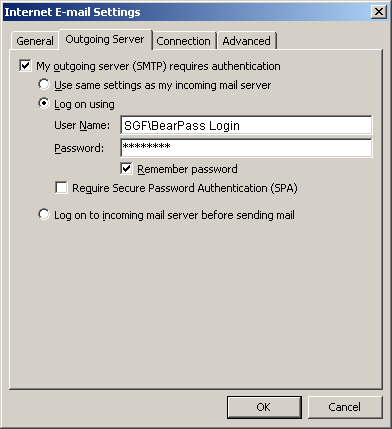 Internet E-mail Settings
General Outgoing Server Connection Advanced
My outgoing server (SMTP) requires authentication
Use same settings as my incoming mail server
Log on using
User Name: SGF\BearPass Login
Password: ********
Remember password
Require Secure Password Authentication (SPA)
Log on to incoming mail server before sending mail
OK Cancel